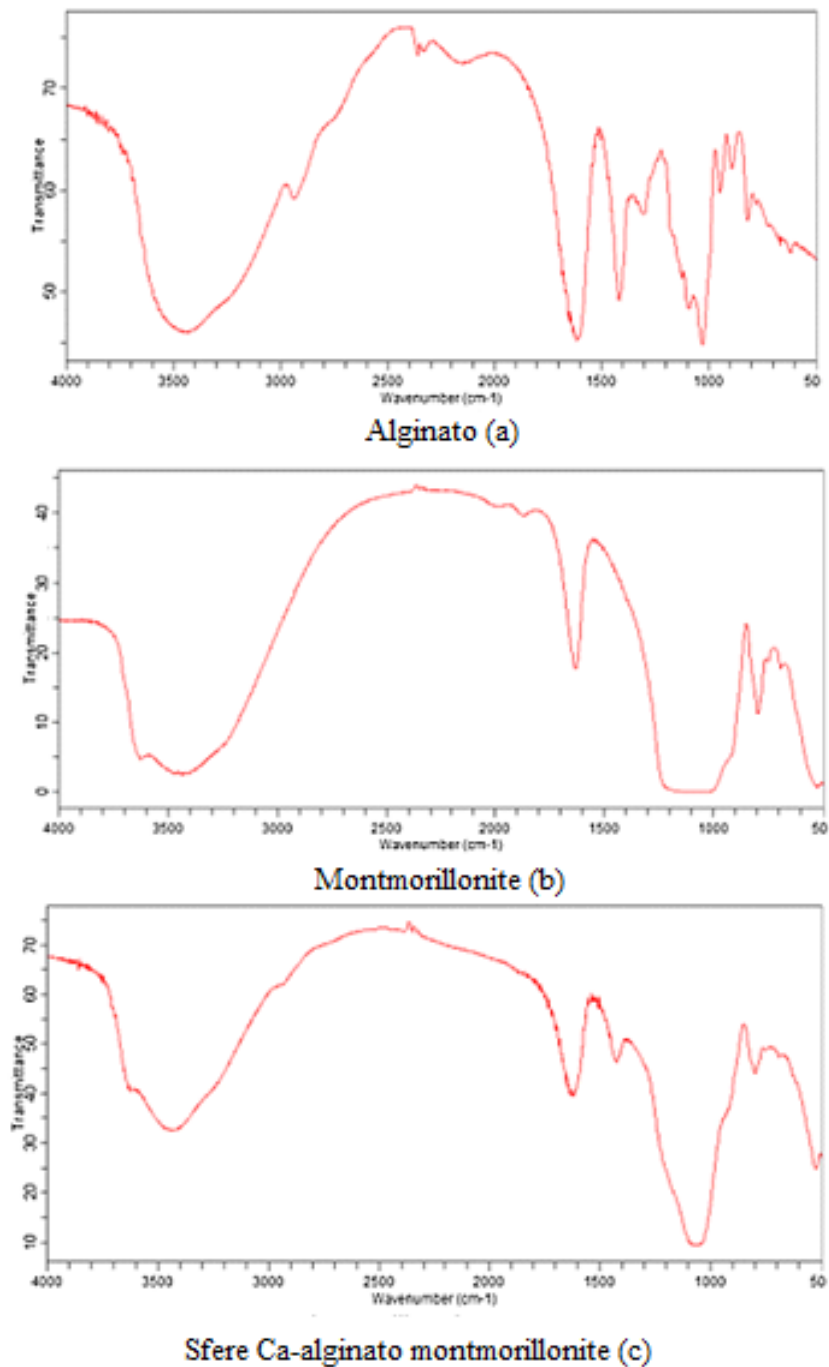 Transmittance
70
60
50
4000 3500 3000 2500 2000 1500 1000 50
Wavenumber (cm-1)
Alginato (a)
Transmittance
40
30
20
10
0
4000 3500 3000 2500 2000 1500 1000 50
Wavenumber (cm-1)
Montmorillonite (b)
Transmittance
70
60
50
40
30
20
10
4000 3500 3000 2500 2000 1500 1000 50
Wavenumber (cm-1)
Sfere Ca-alginato montmorillonite (c)